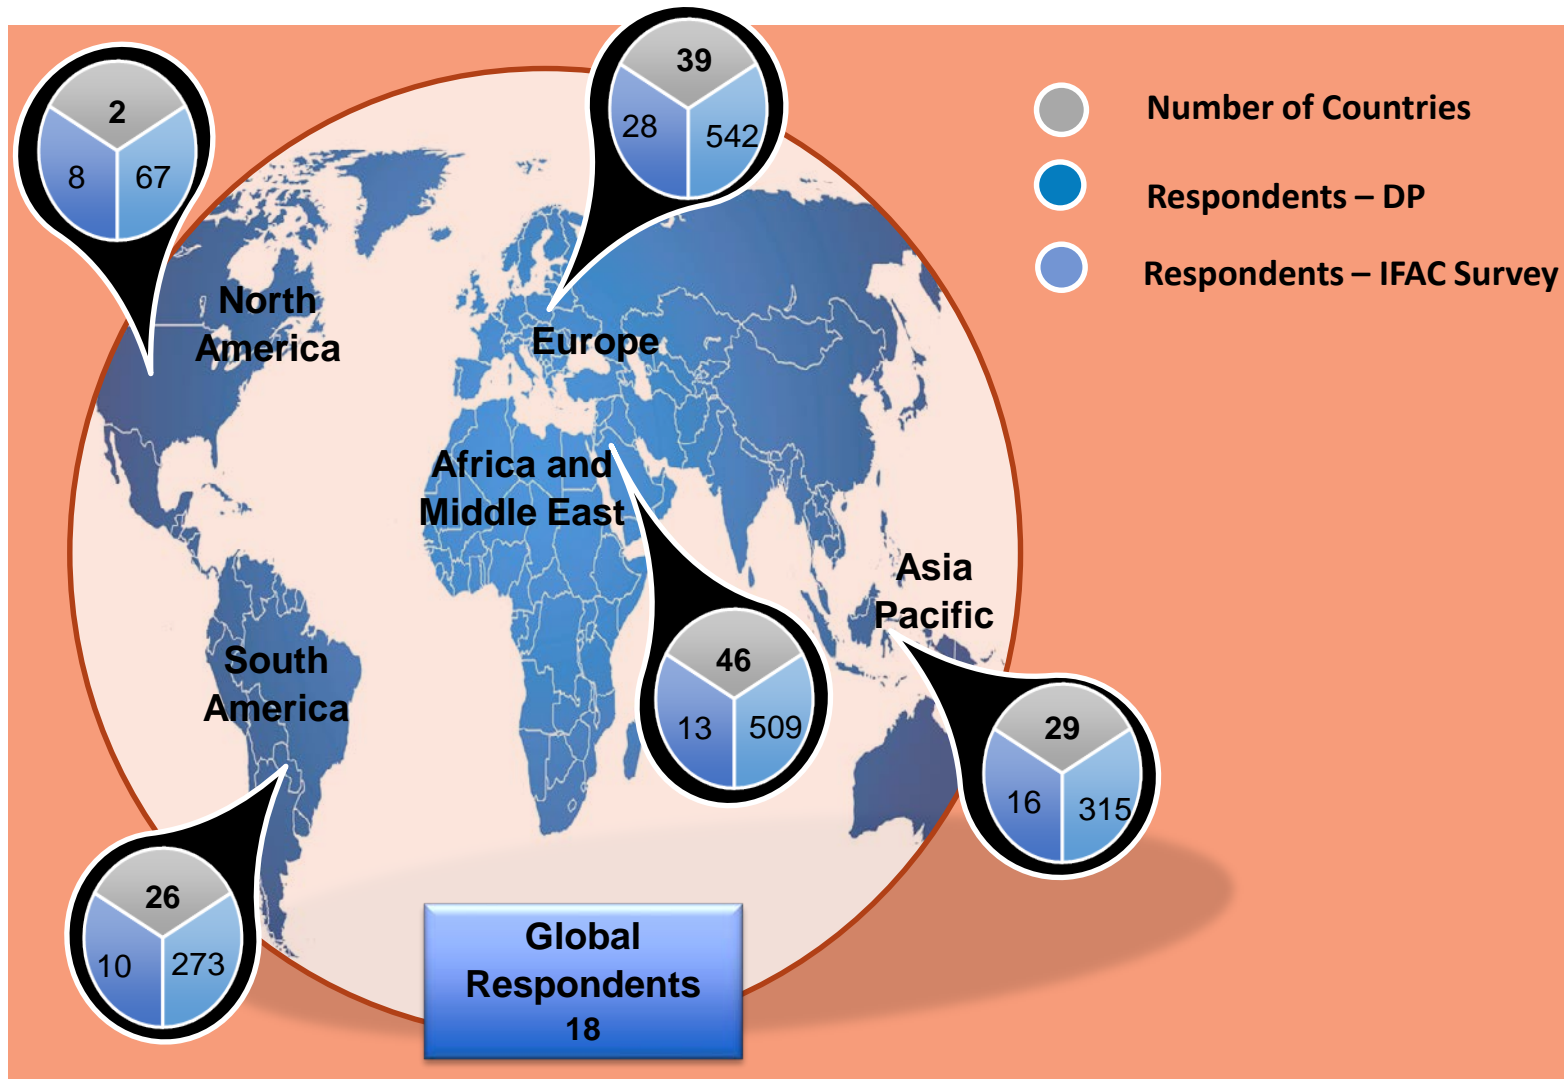 2
8
67
39
28
542
Number of Countries
Respondents – DP
Respondents – IFAC Survey
North
America
Europe
Africa and
Middle East
Asia
Pacific
South
America
46
13
509
29
16
315
26
10
273
Global
Respondents
18